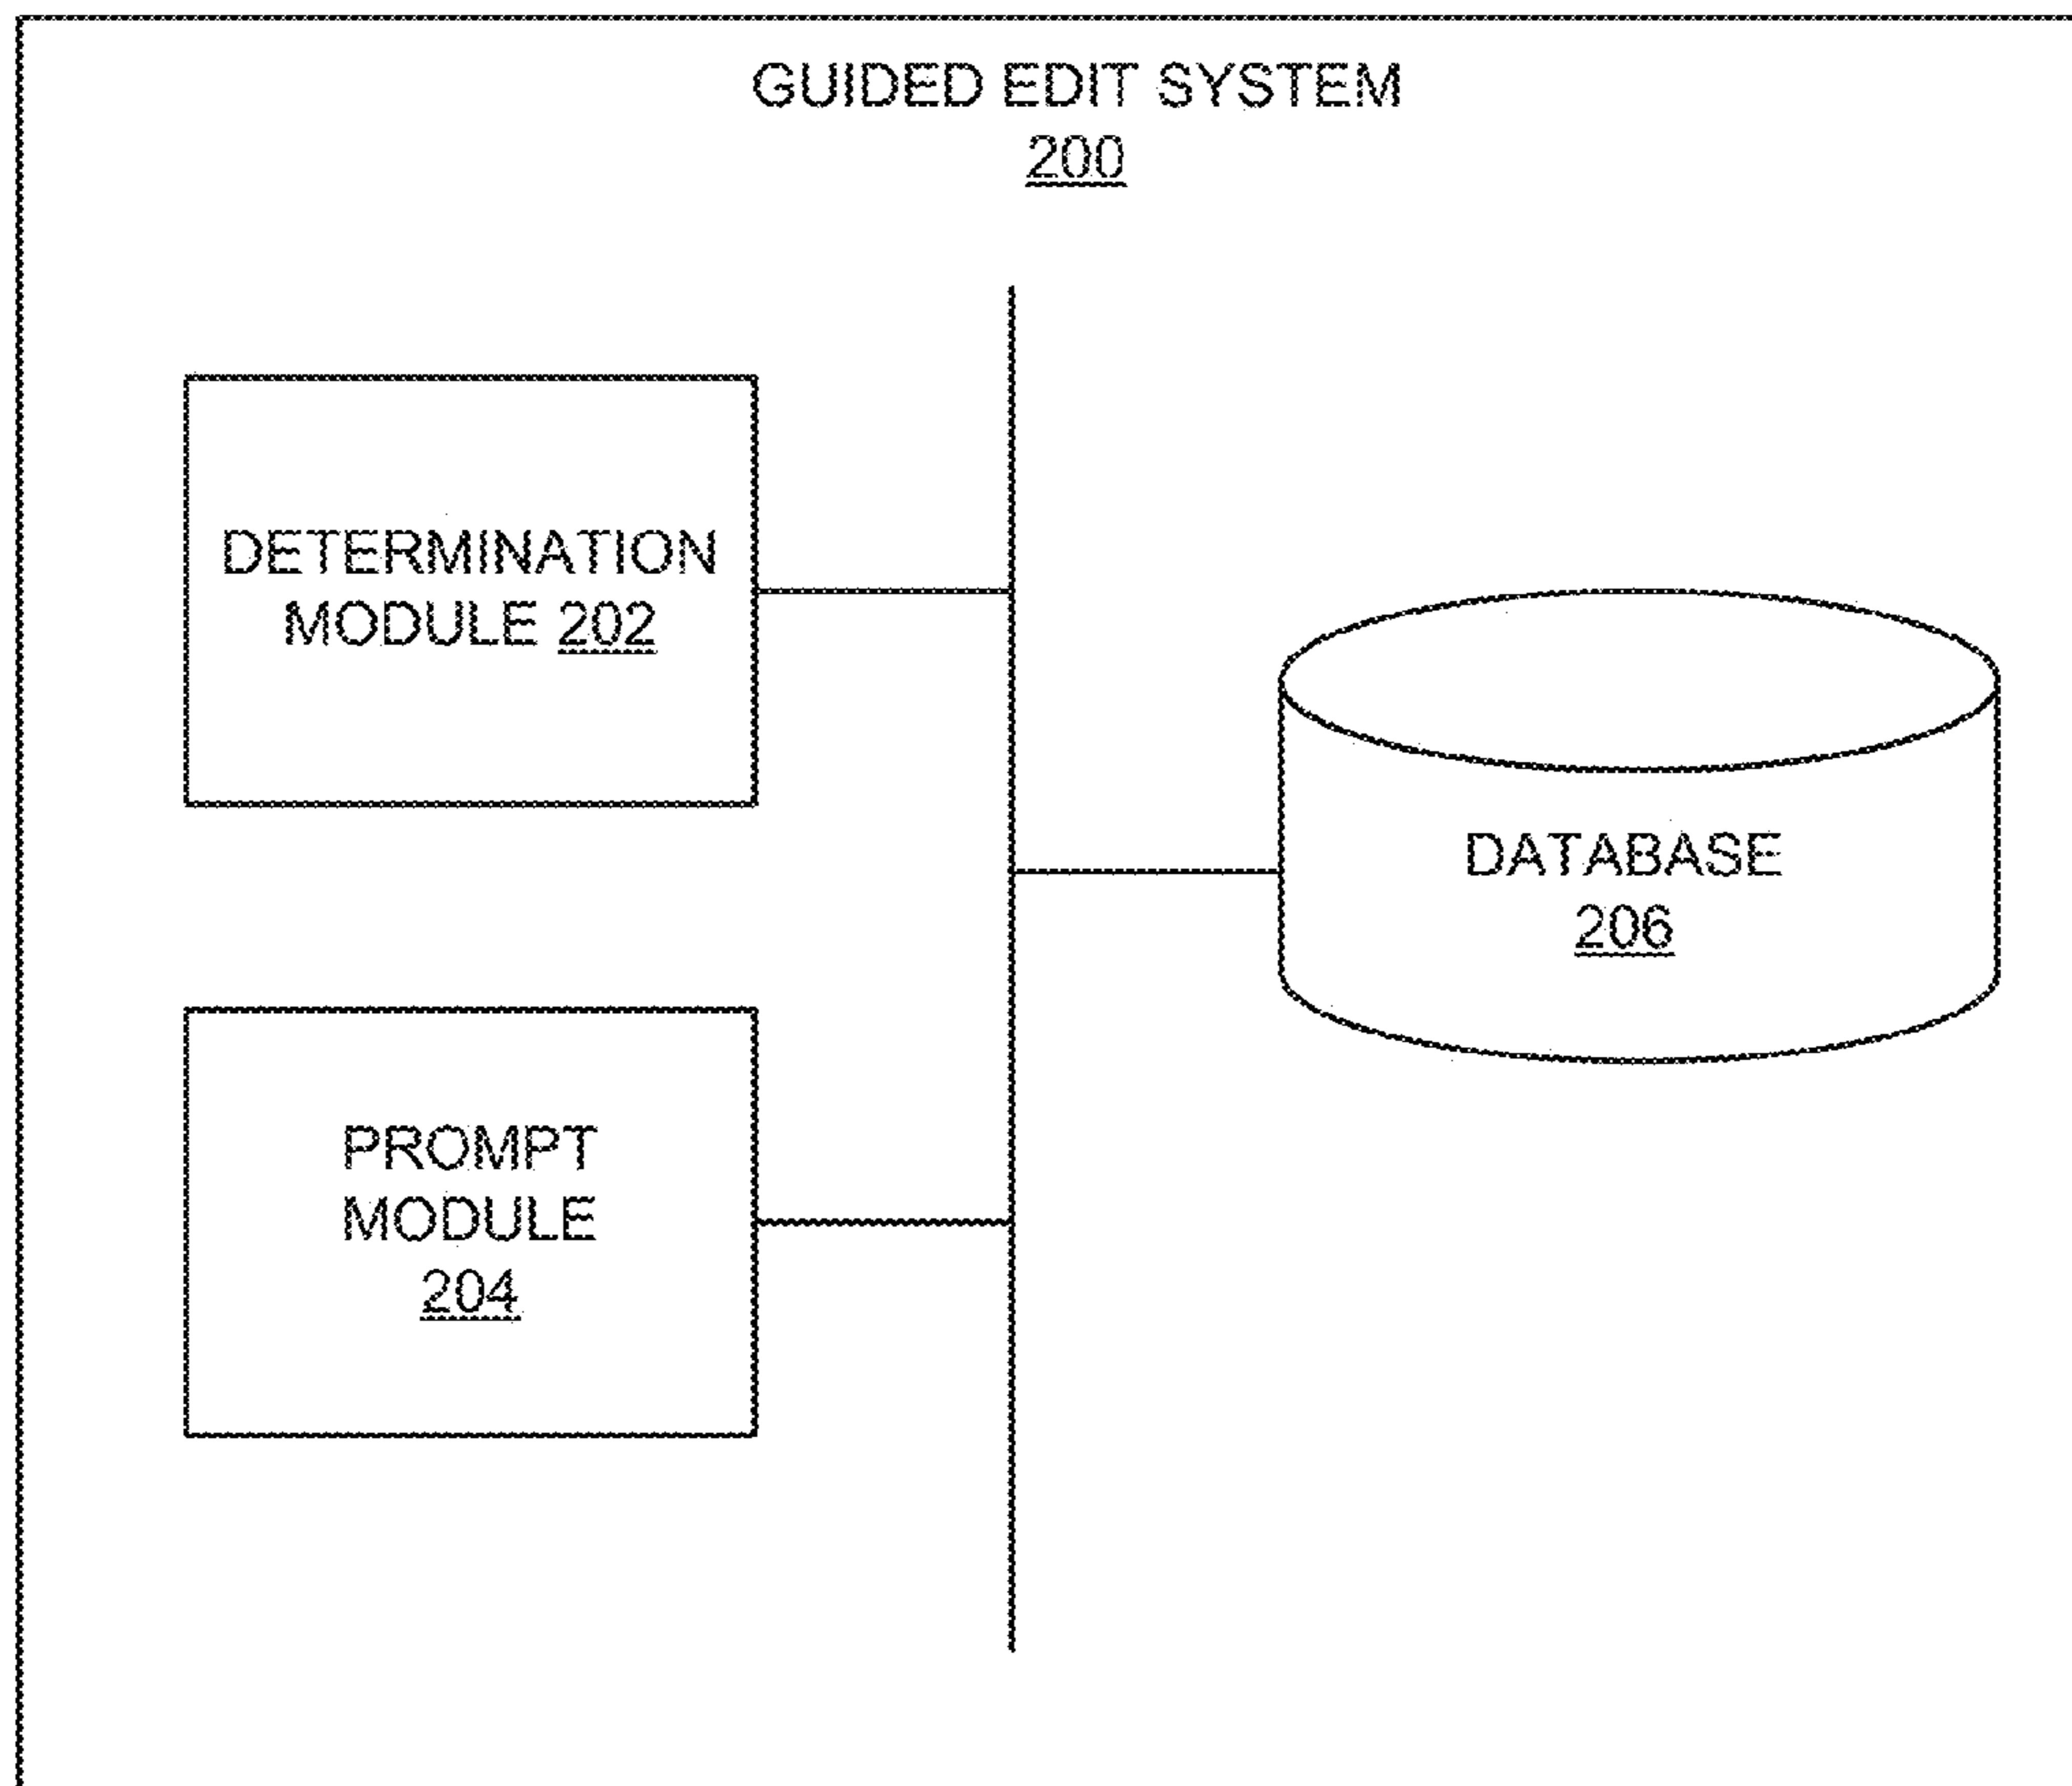 GUIDED EDIT SYSTEM
200
DETERMINATION
MODULE 202
DATABASE
206
PROMPT
MODULE
204